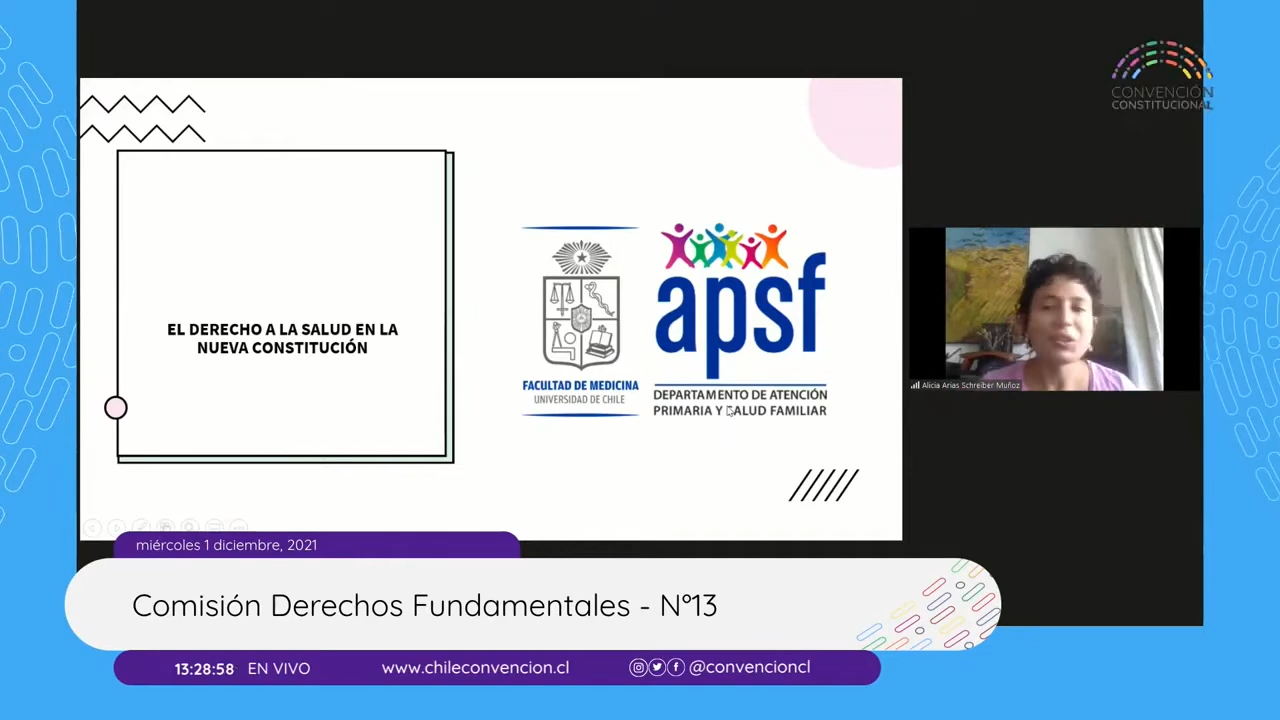 CONVENCIÓN
CONSTITUCIONAL
EL DERECHO A LA SALUD EN LA
NUEVA CONSTITUCIÓN
FACULTAD DE MEDICINA
UNIVERSIDAD DE CHILE
apsf
DEPARTAMENTO DE ATENCIÓN
PRIMARIA Y SALUD FAMILIAR
Alicia Arias Schreiber Muñoz
miércoles 1 diciembre, 2021
Comisión Derechos Fundamentales - N°13
13:28:58 EN VIVO www.chileconvencion.cl @convencioncl